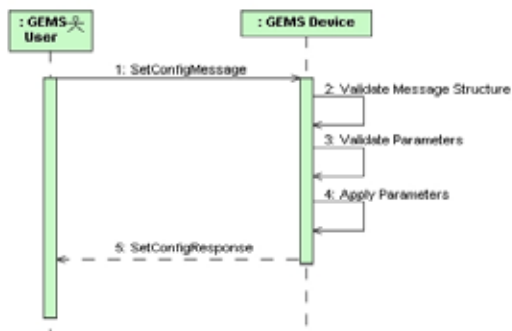 : GEMS
User
: GEMS Device
1: SetConfigMessage
2: Validate Message Structure
3: Validate Parameters
4: Apply Parameters
5: SetConfigResponse